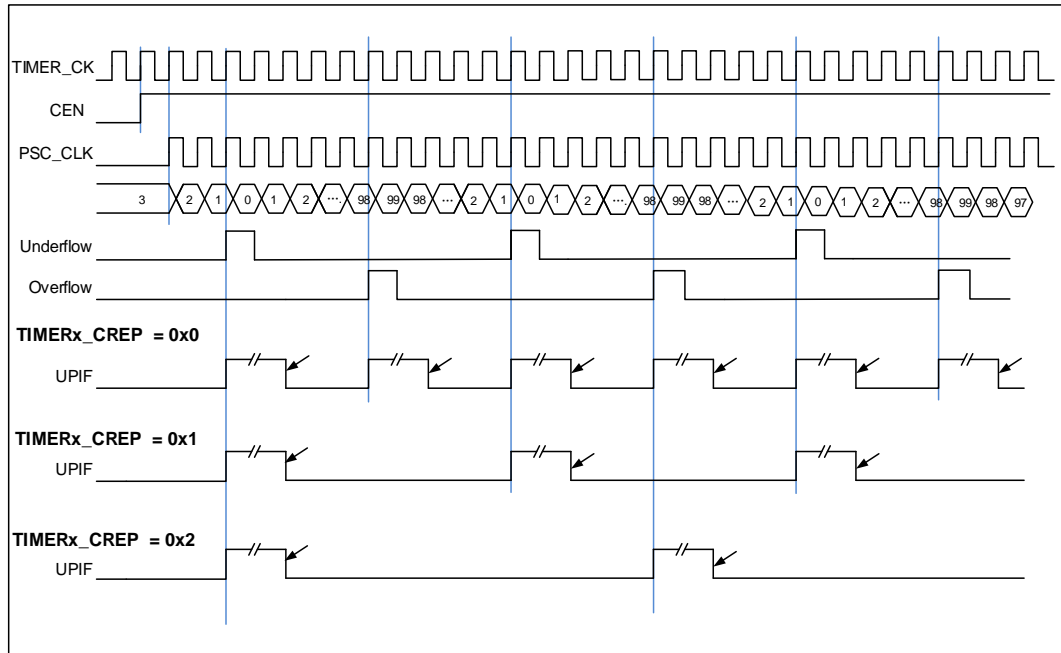 TIMER_CK
CEN
PSC_CLK
3 2 1 0 1 2 ···. 98 99 98 ··· 2 1 0 1 2 ···. 98 99 98 ··· 2 1 0 1 2 ··· 98 99 98 97
Underflow
Overflow
TIMERx_CREP = 0x0
UPIF
TIMERx_CREP = 0x1
UPIF
TIMERx_CREP = 0x2
UPIF